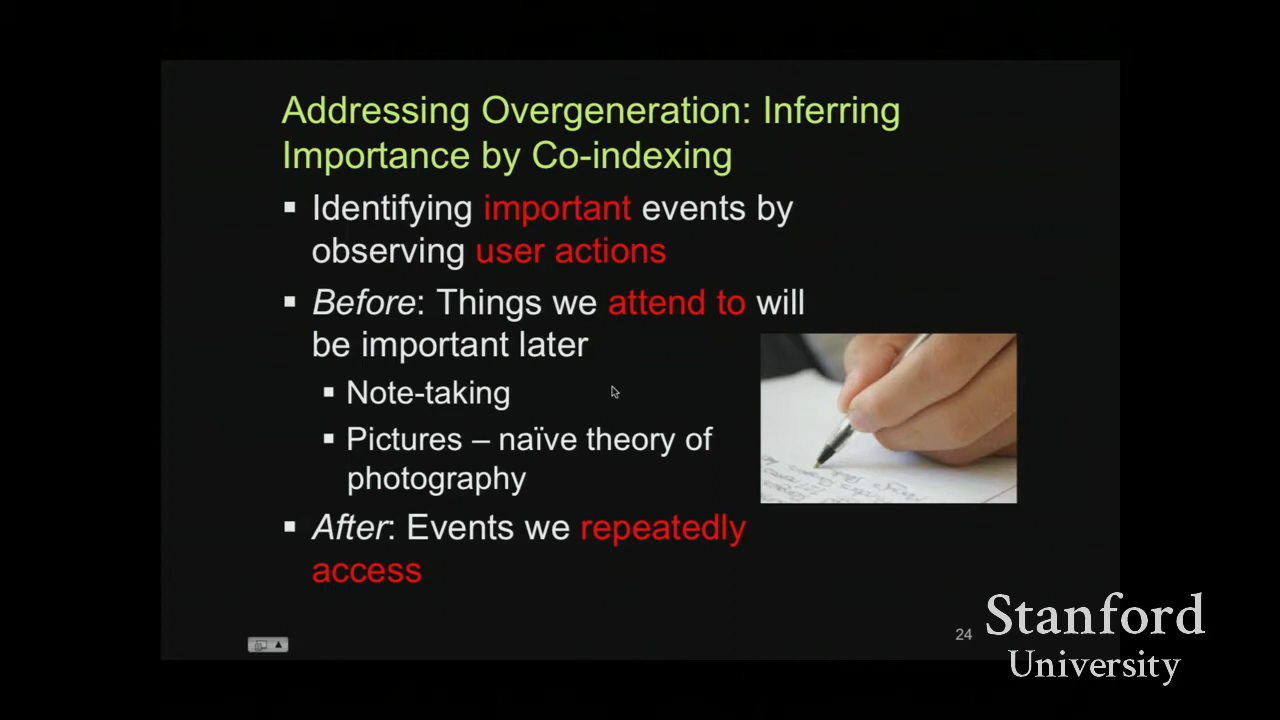 Addressing Overgeneration: Inferring
Importance by Co-indexing
▪ Identifying important events by
observing user actions
▪ Before: Things we attend to will
be important later
▪ Note-taking
▪ Pictures – naïve theory of
photography
▪ After: Events we repeatedly
access
24
Stanford
University